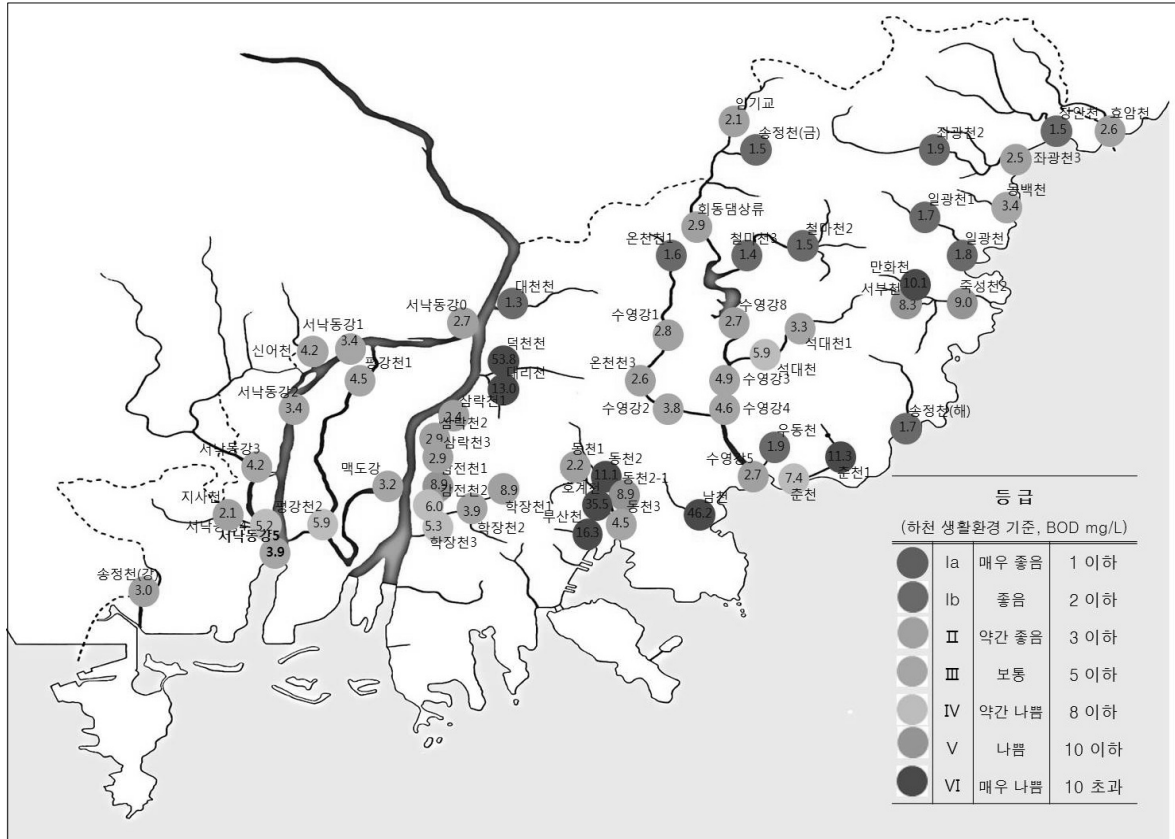 임기교
2.1
송정천(금)
1.5
좌광천2
1.9
장안천
1.5
효암천
2.6
2.5
좌광천3
동백천
3.4
일광천1
1.7
일광천
1.8
회동댐상류
2.9
온천천1
1.6
철마천3
1.4
철마천2
1.5
만화천
10.1
서부천
8.3
죽성천2
9.0
대천천
1.3
서낙동강0
2.7
수영강1
2.8
수영강8
2.7
3.3
석대천1
서낙동강1
3.4
신어천
4.2
평강천1
4.5
덕천천
53.8
대리천
13.0
5.9
석대천
온천천3
2.6
4.9
수영강3
서낙동강2
3.4
삼락천1
2.4
수영강2
3.8
4.6
수영강4
송정천(해)
1.7
삼락천2
2.9
삼락천3
2.9
우동천
1.9
11.3
춘천1
서낙동강3
4.2
맥도강
3.2
감전천1
8.9
감전천2
6.0
8.9
학장천1
3.9
학장천2
5.3
학장천3
동천1
2.2
동천2
11.1
동천2-1
8.9
호계천
35.5
동천3
4.5
부산천
16.3
수영강5
2.7
7.4
춘천
남천
46.2
지사천
2.1
5.2
평강천2
5.9
서낙동강5
3.9
송정천(강)
3.0
등 급
(하천 생활환경 기준, BOD mg/L)
Ia 매우 좋음 1 이하
Ib 좋음 2 이하
Ⅱ 약간 좋음 3 이하
Ⅲ 보통 5 이하
Ⅳ 약간 나쁨 8 이하
Ⅴ 나쁨 10 이하
Ⅵ 매우 나쁨 10 초과